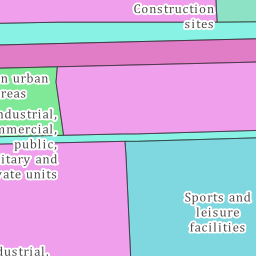 Construction
sites
n urban
reas
ndustrial,
mmercial,
public,
itary and
vate units
Sports and
leisure
facilities
dustrial,